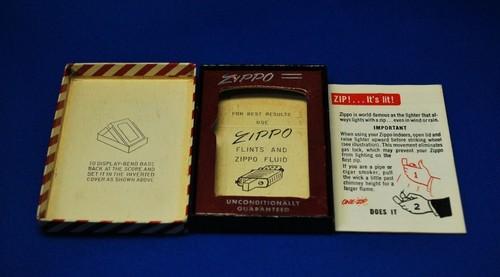 TO DISPLAY-BEND BASE
BACK AT THE SCORE AND
SET IT IN THE INVERTED
COVER AS SHOWN ABOVE.
ZIPPO
FOR BEST RESULTS
USE
ZIPPO
FLINTS AND
ZIPPO FLUID
UNCONDITIONALLY
GUARANTEED
ZIP!... It's lit!
Zippo is world famous as the lighter that al-
ways lights with a zip... even in wind or rain.
IMPORTANT
When using your Zippo indoors, open lid and
raise lighter upward before striking wheel
(see illustration). This movement eliminates
gas lock, which may prevent your Zippo
from lighting on the
first zip.
If you are a pipe or
cigar smoker, pull
the wick a little past
chimney height for a
larger flame.
1
ONE-ZIP
DOES IT
2